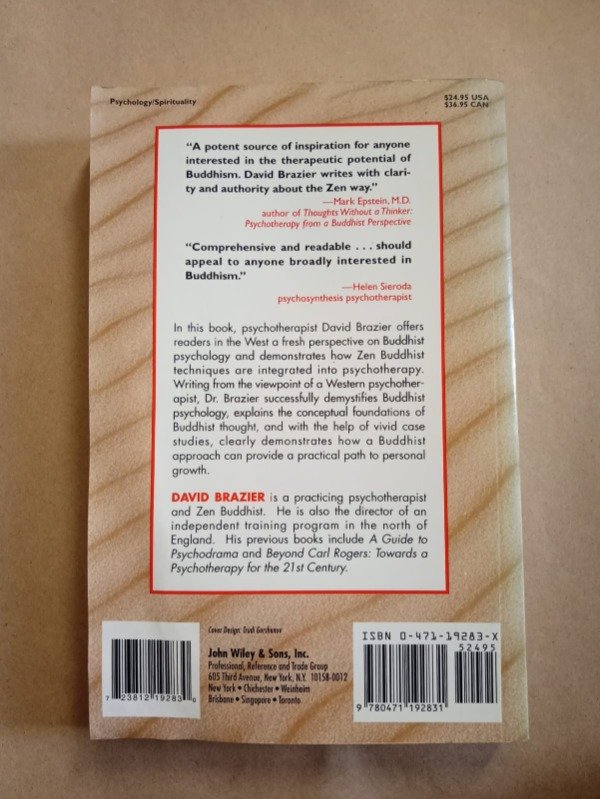 Psychology/Spirituality
$24.95 USA
$36.95 CAN
“A potent source of inspiration for anyone
interested in the therapeutic potential of
Buddhism. David Brazier writes with clari-
ty and authority about the Zen way.”
—Mark Epstein, M.D.
author of Thoughts Without a Thinker:
Psychotherapy from a Buddhist Perspective
“Comprehensive and readable . . . should
appeal to anyone broadly interested in
Buddhism.”
—Helen Sieroda
psychosynthesis psychotherapist
In this book, psychotherapist David Brazier offers
readers in the West a fresh perspective on Buddhist
psychology and demonstrates how Zen Buddhist
techniques are integrated into psychotherapy.
Writing from the viewpoint of a Western psychother-
apist, Dr. Brazier successfully demystifies Buddhist
psychology, explains the conceptual foundations of
Buddhist thought, and with the help of vivid case
studies, clearly demonstrates how a Buddhist
approach can provide a practical path to personal
growth.
DAVID BRAZIER is a practicing psychotherapist
and Zen Buddhist. He is also the director of an
independent training program in the north of
England. His previous books include A Guide to
Psychodrama and Beyond Carl Rogers: Towards a
Psychotherapy for the 21st Century.
Cover Design: Trudi Gershenov
John Wiley & Sons, Inc.
Professional, Reference and Trade Group
605 Third Avenue, New York, N.Y. 10158-0012
New York • Chichester • Weinheim
Brisbane • Singapore • Toronto
7 23812 19283 0
ISBN 0-471-19283-X
52495
9 780471 192831